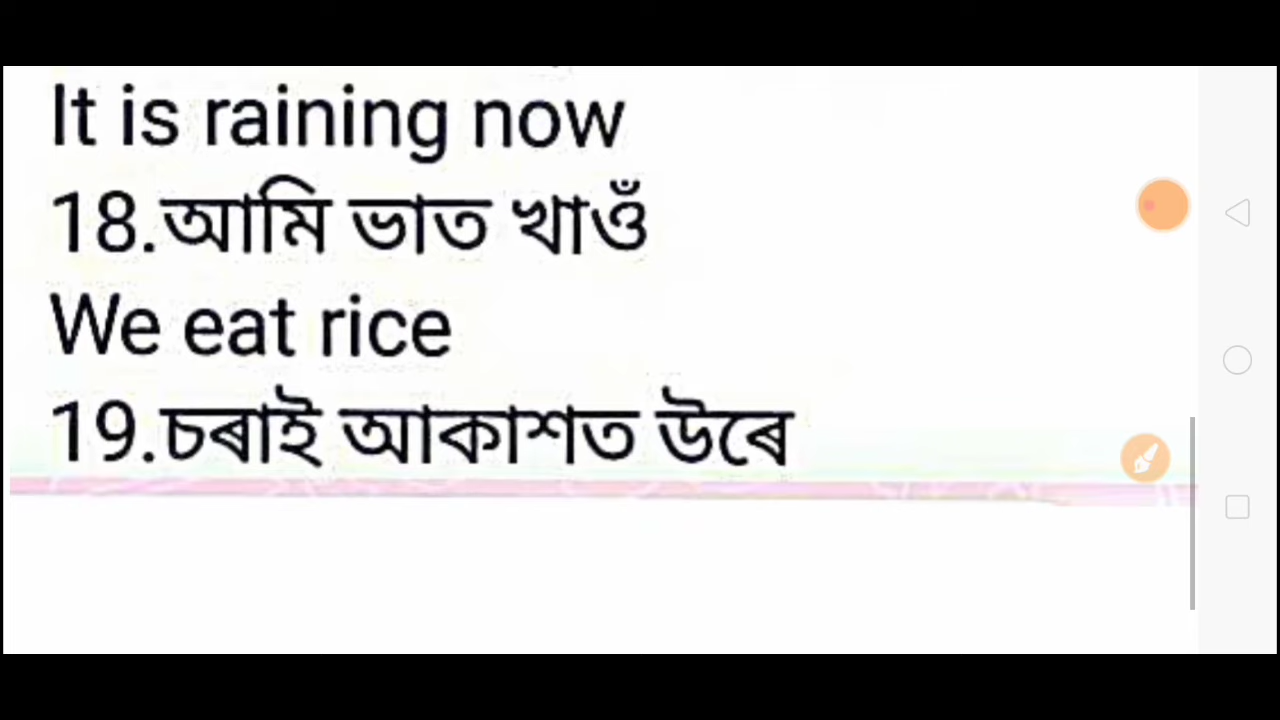 It is raining now
18.আমি ভাত খাওঁ
We eat rice
19.চৰাই আকাশত উৰে